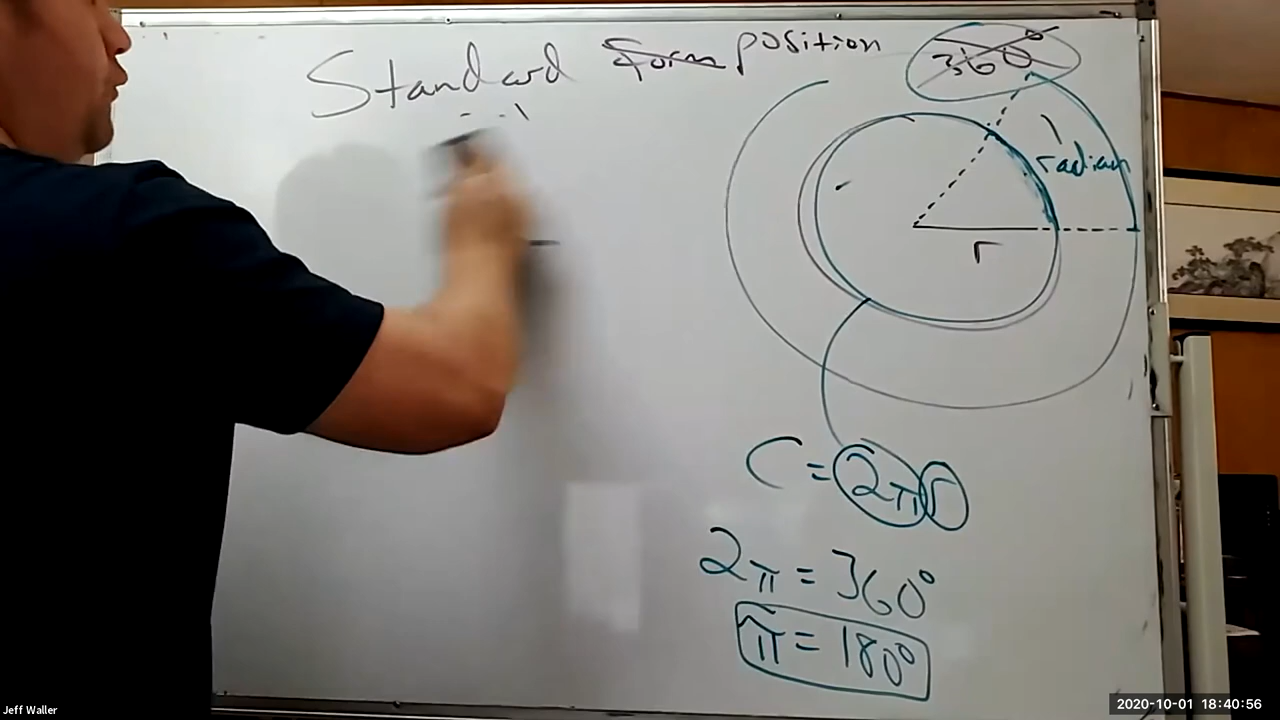 Standard form position
360°
1
radian
r
C = 2πr
2π = 360°
π = 180°
Jeff Waller
2020-10-01 18:40:56